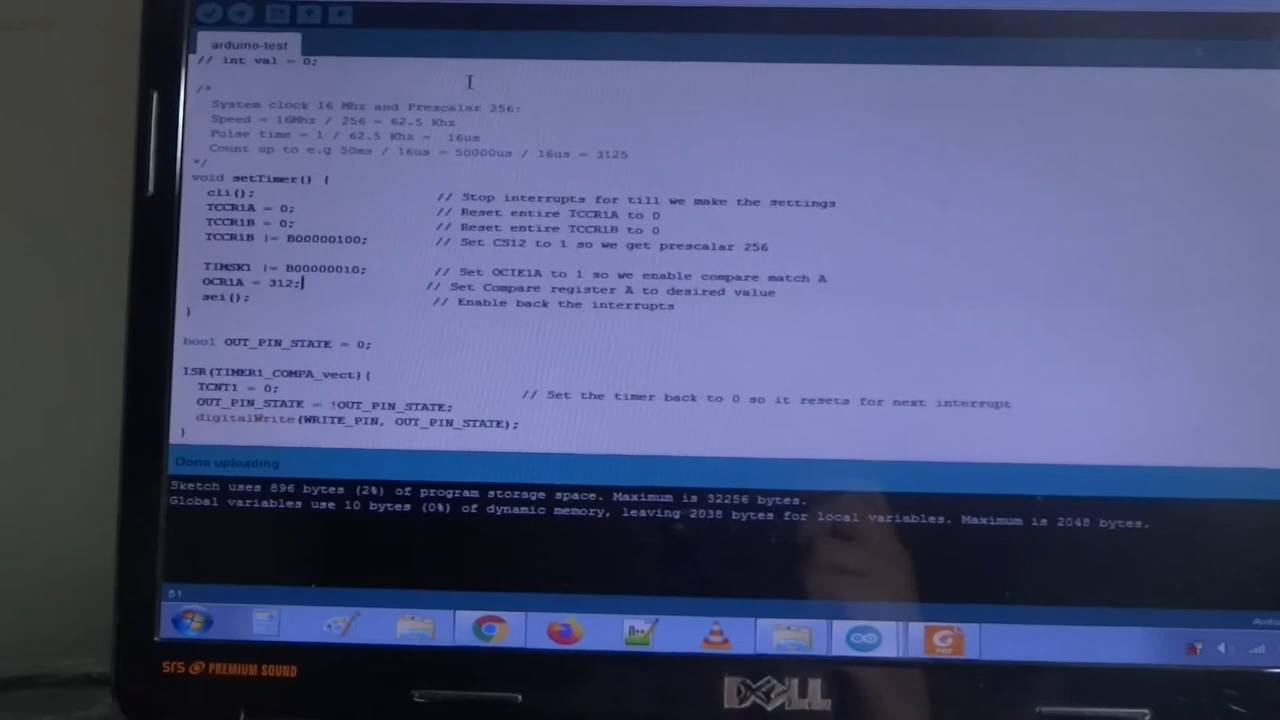 arduino-test
// int val = 0;
/*
System clock 16 Mhz and Prescalar 256:
Speed = 16Mhz / 256 = 62.5 Khz
Pulse time = 1 / 62.5 Khz = 16us
Count up to e.g 50ms / 16us = 50000us / 16us = 3125
*/
void setTimer() {
cli(); // Stop interrupts for till we make the settings
TCCR1A = 0; // Reset entire TCCR1A to 0
TCCR1B = 0; // Reset entire TCCR1B to 0
TCCR1B |= B00000100; // Set CS12 to 1 so we get prescalar 256
TIMSK1 |= B00000010; // Set OCIE1A to 1 so we enable compare match A
OCR1A = 312; // Set Compare register A to desired value
sei(); // Enable back the interrupts
}
bool OUT_PIN_STATE = 0;
ISR(TIMER1_COMPA_vect){
TCNT1 = 0; // Set the timer back to 0 so it resets for next interrupt
OUT_PIN_STATE = !OUT_PIN_STATE;
digitalWrite(WRITE_PIN, OUT_PIN_STATE);
}
Done uploading
Sketch uses 896 bytes (2%) of program storage space. Maximum is 32256 bytes.
Global variables use 10 bytes (0%) of dynamic memory, leaving 2038 bytes for local variables. Maximum is 2048 bytes.
51
SRS PREMIUM SOUND
DELL